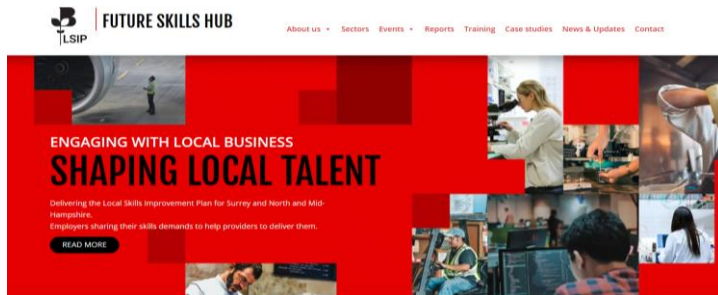 LSIP
FUTURE SKILLS HUB
About us
Sectors
Events
Reports
Training
Case studies
News & Updates
Contact
ENGAGING WITH LOCAL BUSINESS
SHAPING LOCAL TALENT
Delivering the Local Skills Improvement Plan for Surrey and North and Mid-
Hampshire.
Employers sharing their skills demands to help providers to deliver them.
READ MORE